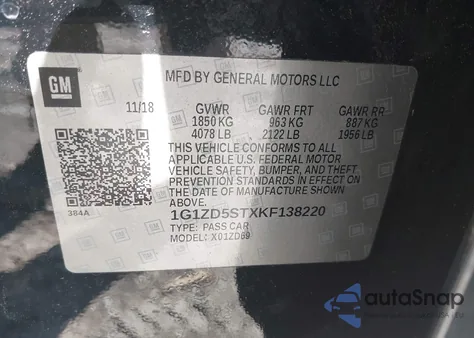 GM
MFD BY GENERAL MOTORS LLC
11/18 GVWR GAWR FRT GAWR RR
1850 KG 963 KG 887 KG
4078 LB 2122 LB 1956 LB
THIS VEHICLE CONFORMS TO ALL
APPLICABLE U.S. FEDERAL MOTOR
VEHICLE SAFETY, BUMPER, AND THEFT
PREVENTION STANDARDS IN EFFECT ON
THE DATE OF MANUFACTURE SHOWN
ABOVE.
384A
1G1ZD5STXKF138220
TYPE: PASS CAR
MODEL: X01ZD69
autoSnap